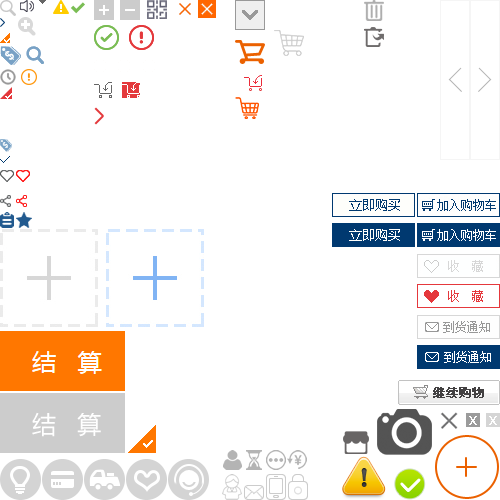 立即购买
加入购物车
立即购买
加入购物车
收 藏
收 藏
到货通知
到货通知
结 算
继续购物
结 算